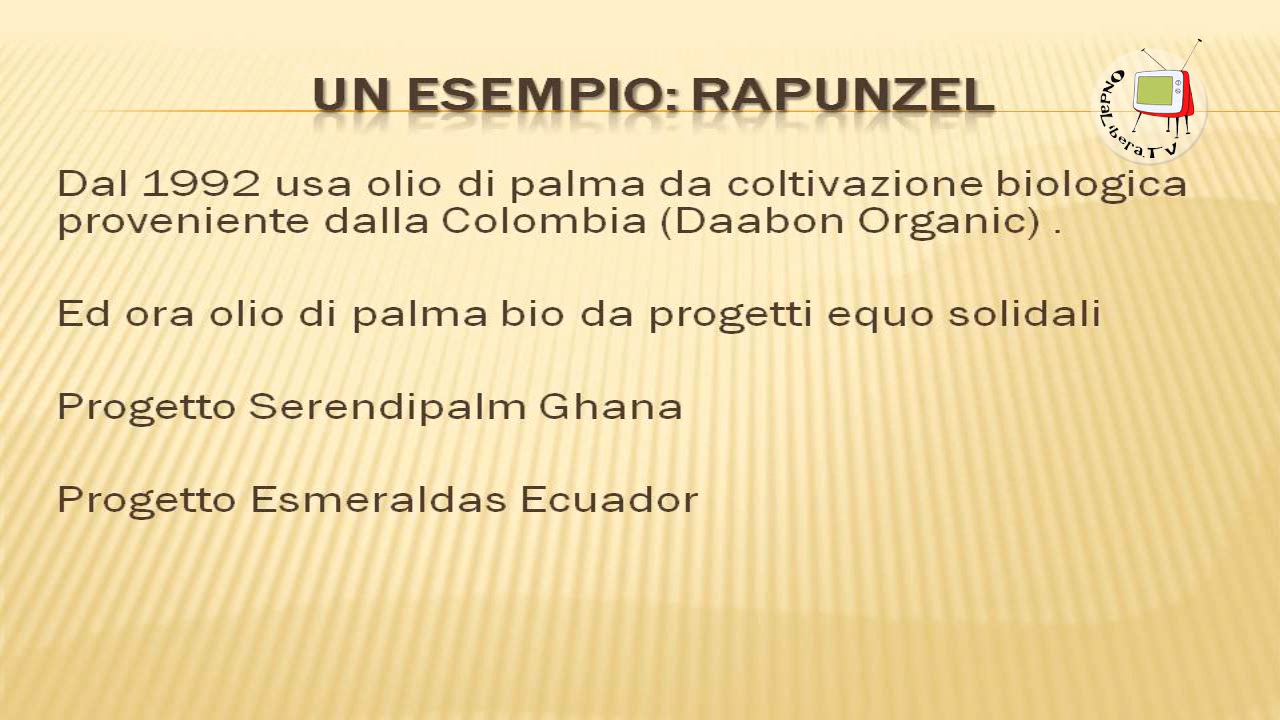 UN ESEMPIO: RAPUNZEL
OndaLibera.TV
Dal 1992 usa olio di palma da coltivazione biologica
proveniente dalla Colombia (Daabon Organic) .
Ed ora olio di palma bio da progetti equo solidali
Progetto Serendipalm Ghana
Progetto Esmeraldas Ecuador